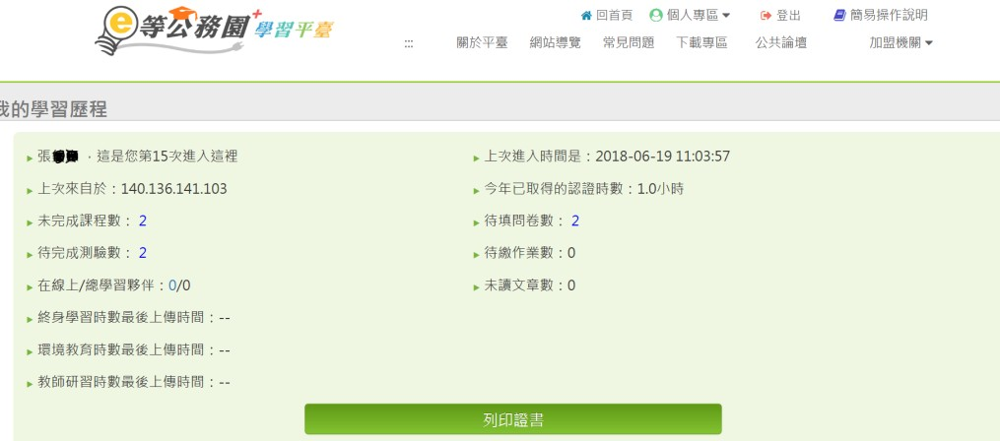 e等公務園+學習平臺
回首頁 個人專區 登出 簡易操作說明
::: 關於平臺 網站導覽 常見問題 下載專區 公共論壇 加盟機關
我的學習歷程
張 ，這是您第15次進入這裡
上次進入時間是：2018-06-19 11:03:57
上次來自於：140.136.141.103
今年已取得的認證時數：1.0小時
未完成課程數： 2
待填問卷數： 2
待完成測驗數： 2
待繳作業數：0
在線上/總學習夥伴：0/0
未讀文章數：0
終身學習時數最後上傳時間：--
環境教育時數最後上傳時間：--
教師研習時數最後上傳時間：--
列印證書